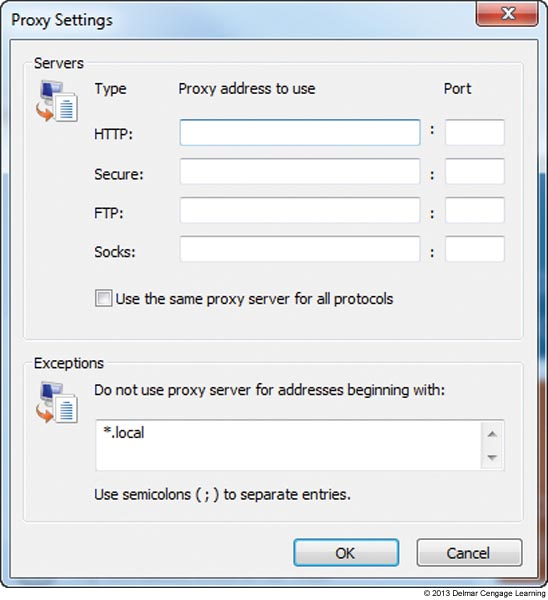 Proxy Settings
Servers
Type Proxy address to use Port
HTTP: :
Secure: :
FTP: :
Socks: :
Use the same proxy server for all protocols
Exceptions
Do not use proxy server for addresses beginning with:
*.local
Use semicolons ( ; ) to separate entries.
OK Cancel
© 2013 Delmar Cengage Learning